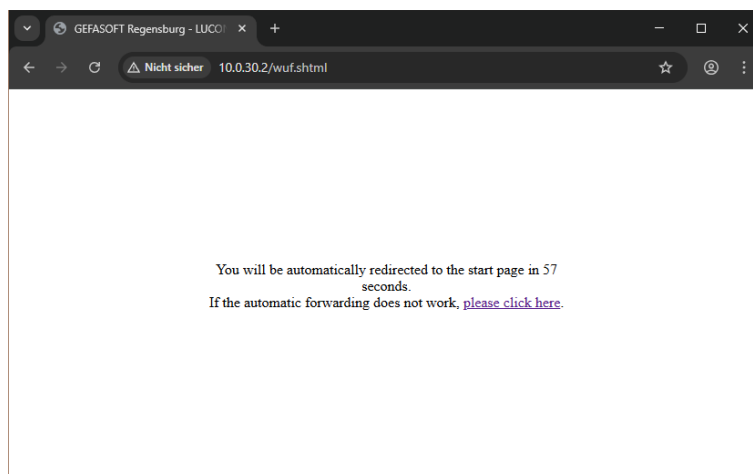 GEFASOFT Regensburg - LUCO
Nicht sicher 10.0.30.2/wuf.shtml
You will be automatically redirected to the start page in 57
seconds.
If the automatic forwarding does not work, please click here.